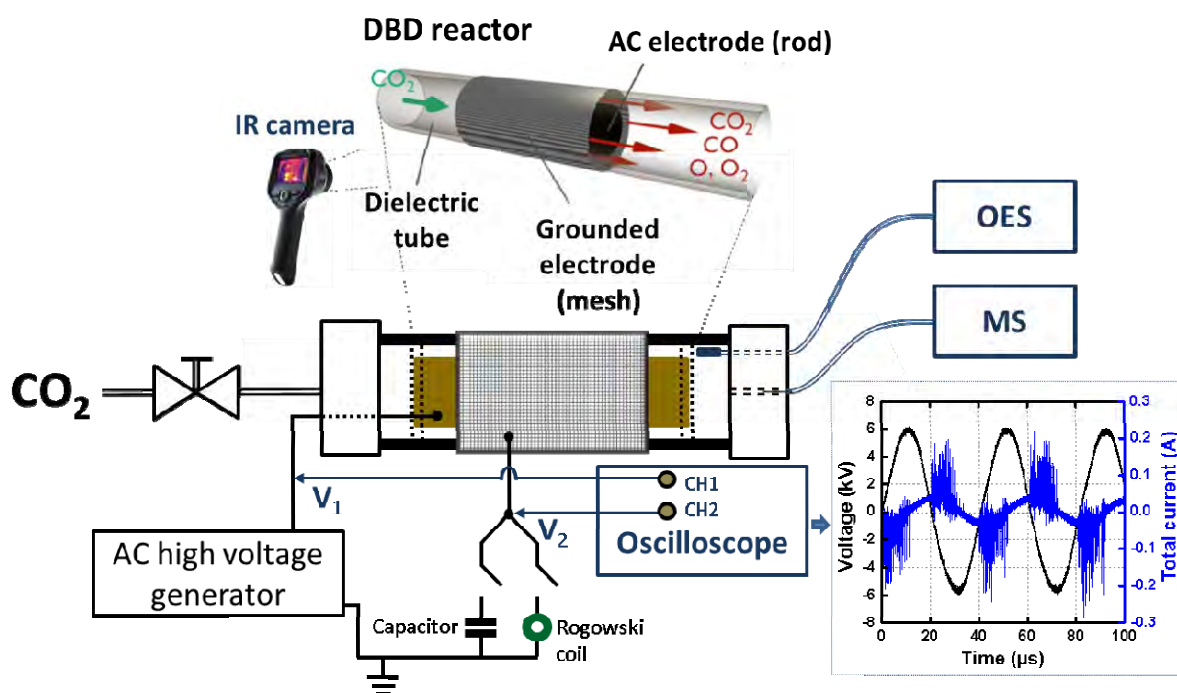 DBD reactor
AC electrode (rod)
CO₂
IR camera
CO₂
CO
O, O₂
Dielectric
tube
Grounded
electrode
(mesh)
OES
MS
CO₂
V₁
CH1
CH2
V₂
Oscilloscope
AC high voltage
generator
Capacitor
Rogowski
coil
Voltage (kV)
8
6
4
2
0
-2
-4
-6
-8
0
20
40
60
80
100
Time (µs)
0.3
0.2
0.1
0.0
-0.1
-0.2
-0.3
Total current (A)